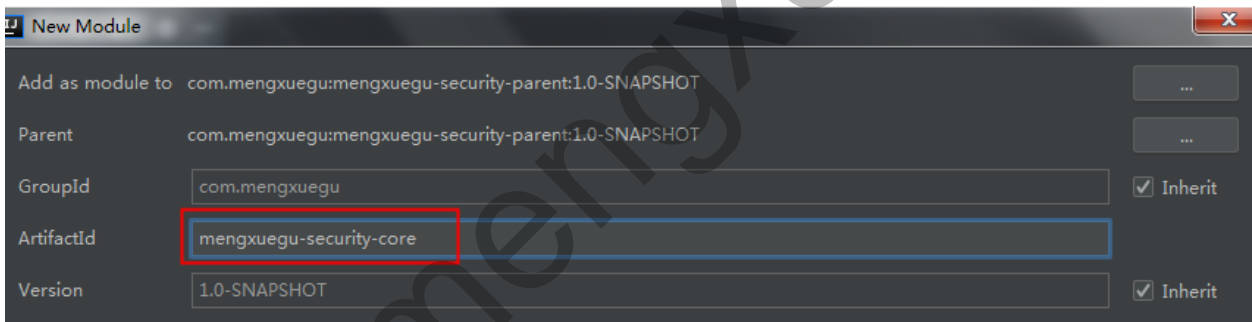 New Module
Add as module to com.mengxuegu:mengxuegu-security-parent:1.0-SNAPSHOT ...
Parent com.mengxuegu:mengxuegu-security-parent:1.0-SNAPSHOT ...
GroupId com.mengxuegu Inherit
ArtifactId mengxuegu-security-core
Version 1.0-SNAPSHOT Inherit
mengx